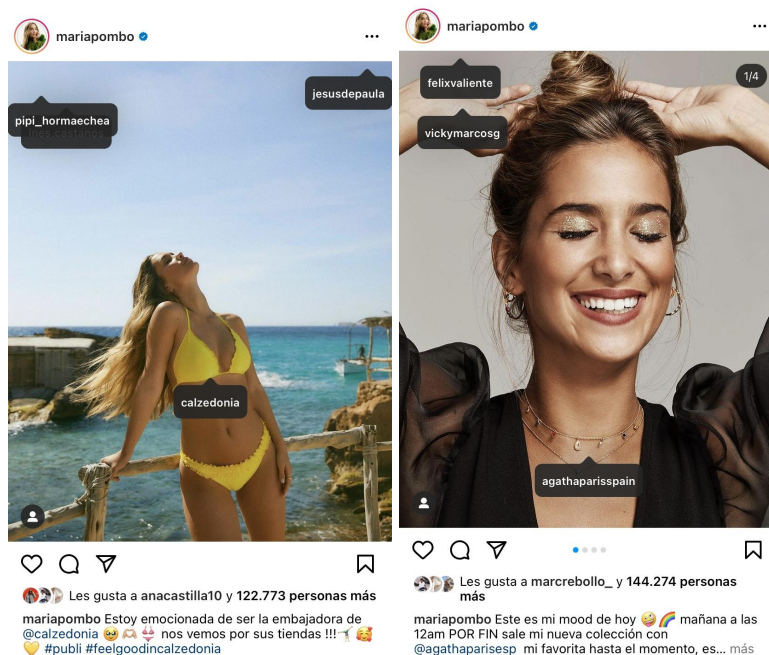 mariapombo
jesusdepaula
pipi_hormaechea
ines.castanos
calzedonia
Les gusta a anacastilla10 y 122.773 personas más
mariapombo Estoy emocionada de ser la embajadora de
@calzedonia 🥹🫶🏼👙 nos vemos por sus tiendas !!!🤸🏻‍♀️🥰
💛 #publi #feelgoodincalzedonia
mariapombo
felixvaliente
1/4
vickymarcosg
agathaparisspain
Les gusta a marcrebollo_ y 144.274 personas
más
mariapombo Este es mi mood de hoy 🤪🌈 mañana a las
12am POR FIN sale mi nueva colección con
@agathaparisesp mi favorita hasta el momento, es... más